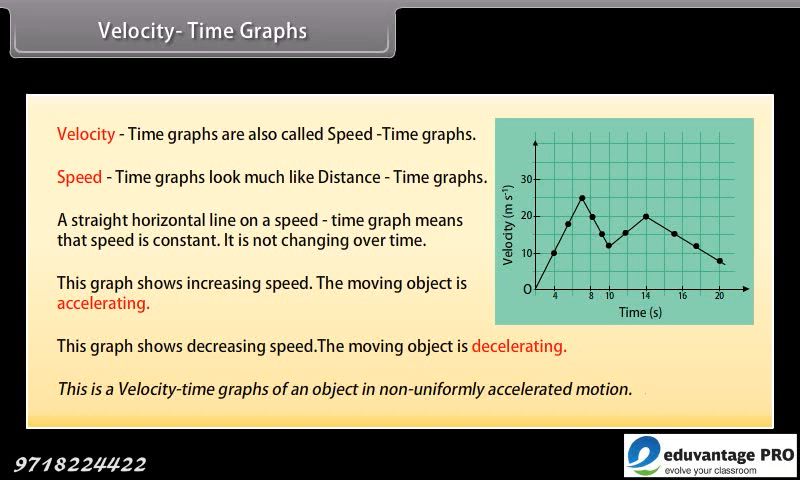 Velocity- Time Graphs
Velocity - Time graphs are also called Speed -Time graphs.
Speed - Time graphs look much like Distance - Time graphs.
A straight horizontal line on a speed - time graph means
that speed is constant. It is not changing over time.
This graph shows increasing speed. The moving object is
accelerating.
This graph shows decreasing speed.The moving object is decelerating.
This is a Velocity-time graphs of an object in non-uniformly accelerated motion.
Velocity (m s⁻¹)
30
20
10
O
4 8 10 14 16 20
Time (s)
9718224422
eduvantage PRO
evolve your classroom